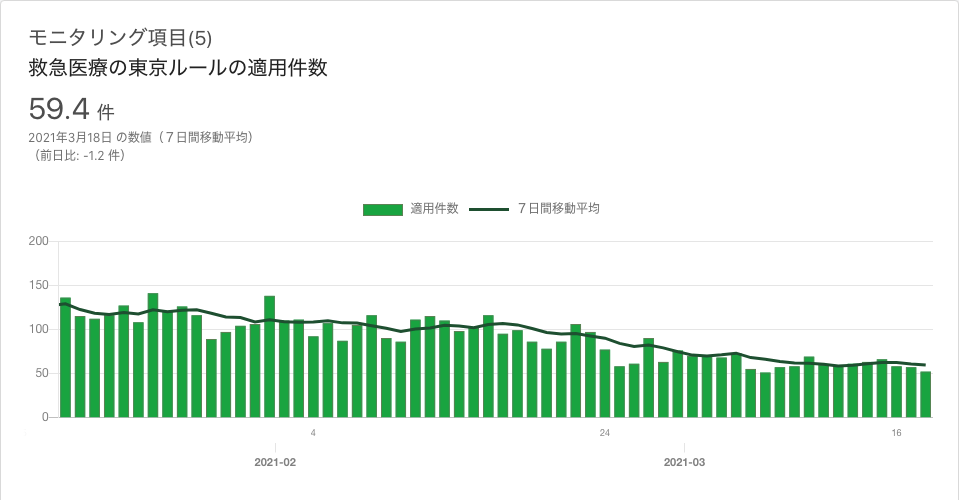 モニタリング項目(5)
救急医療の東京ルールの適用件数
59.4 件
2021年3月18日 の数値（７日間移動平均）
（前日比: -1.2 件）
適用件数 ７日間移動平均
200
150
100
50
0
4 24 16
2021-02 2021-03